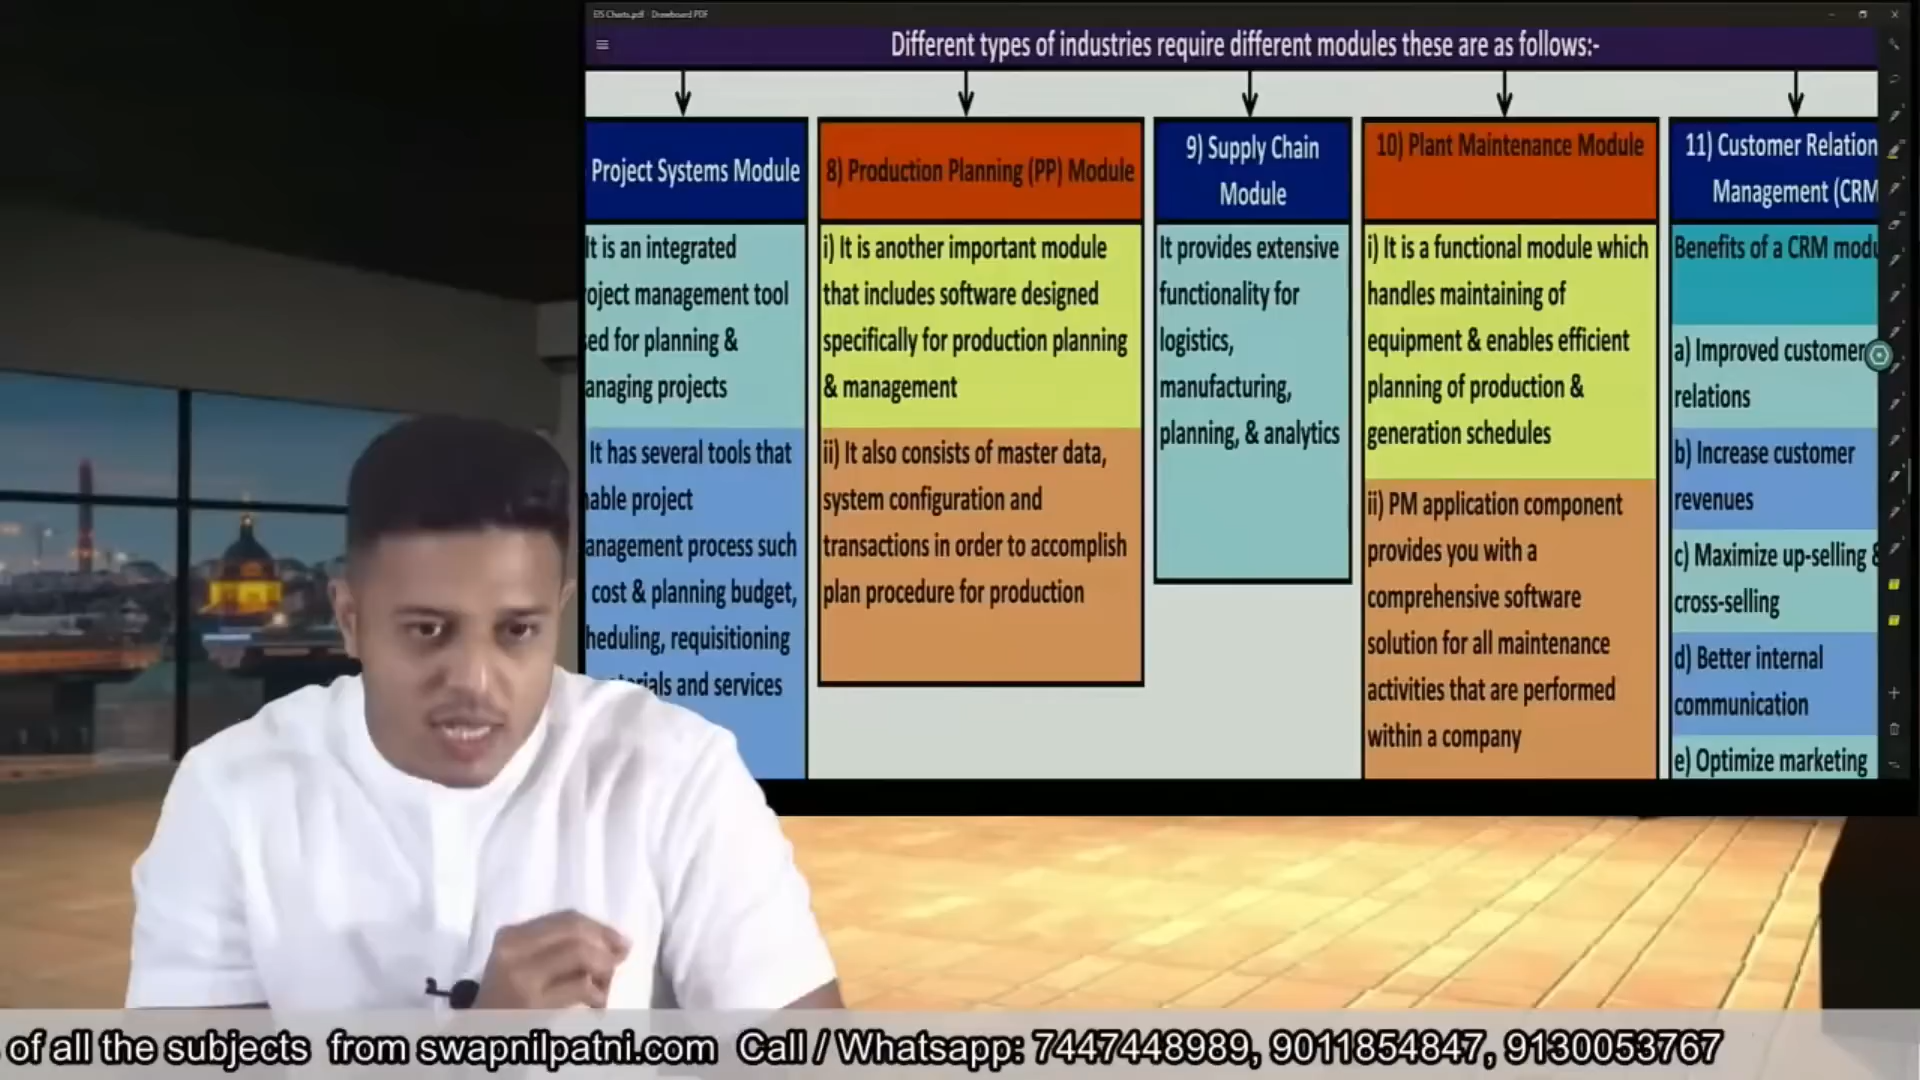 EIS Charts.pdf - Drawboard PDF
Different types of industries require different modules these are as follows:-
Project Systems Module
It is an integrated
oject management tool
ed for planning &
anaging projects
It has several tools that
able project
anagement process such
cost & planning budget,
heduling, requisitioning
rials and services
8) Production Planning (PP) Module
i) It is another important module
that includes software designed
specifically for production planning
& management
ii) It also consists of master data,
system configuration and
transactions in order to accomplish
plan procedure for production
9) Supply Chain
Module
It provides extensive
functionality for
logistics,
manufacturing,
planning, & analytics
10) Plant Maintenance Module
i) It is a functional module which
handles maintaining of
equipment & enables efficient
planning of production &
generation schedules
ii) PM application component
provides you with a
comprehensive software
solution for all maintenance
activities that are performed
within a company
11) Customer Relation
Management (CRM
Benefits of a CRM modu
a) Improved customer
relations
b) Increase customer
revenues
c) Maximize up-selling &
cross-selling
d) Better internal
communication
e) Optimize marketing
of all the subjects from swapnilpatni.com Call / Whatsapp: 7447448989, 9011854847, 9130053767